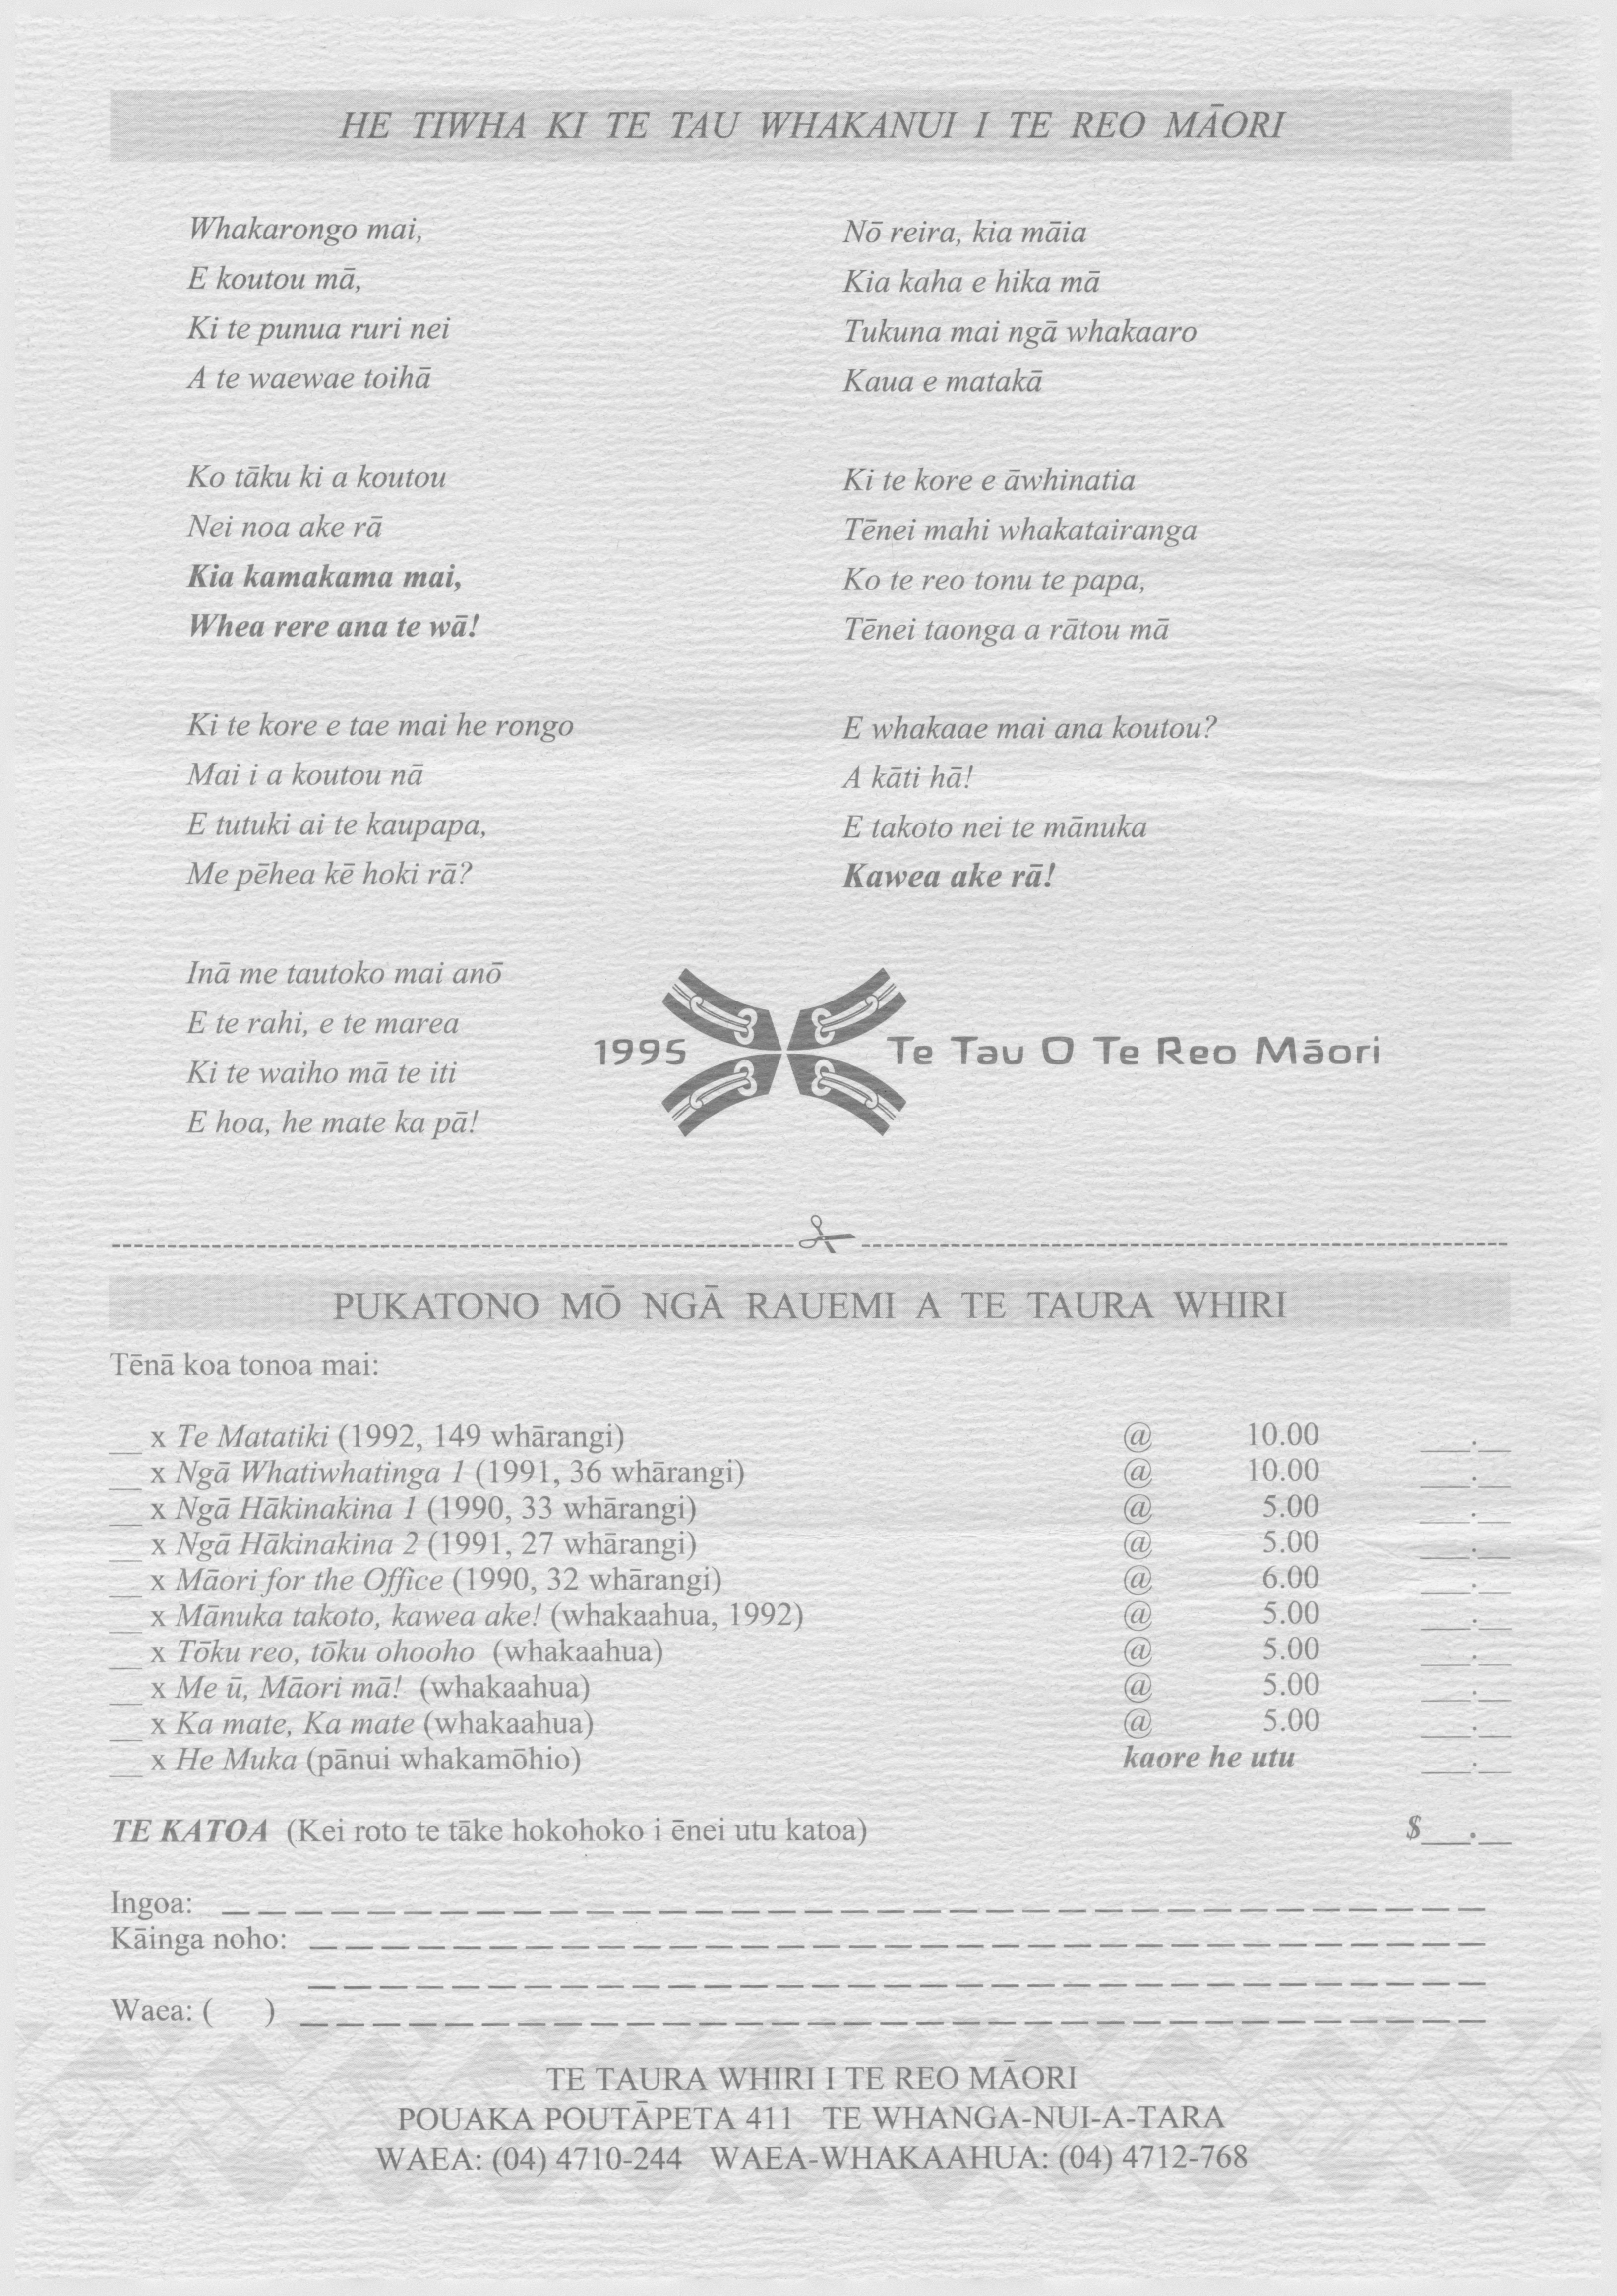 HE TIWHA KI TE TAU WHAKANUI I TE REO MĀORI
Whakarongo mai,
E koutou mā,
Ki te punua ruri nei
A te waewae toihā
Ko tāku ki a koutou
Nei noa ake rā
Kia kamakama mai,
Whea rere ana te wā!
Ki te kore e tae mai he rongo
Mai i a koutou nā
E tutuki ai te kaupapa,
Me pēhea kē hoki rā?
Inā me tautoko mai anō
E te rahi, e te marea
Ki te waiho mā te iti
E hoa, he mate ka pā!
Nō reira, kia māia
Kia kaha e hika mā
Tukuna mai ngā whakaaro
Kaua e matakā
Ki te kore e āwhinatia
Tēnei mahi whakatairanga
Ko te reo tonu te papa,
Tēnei taonga a rātou mā
E whakaae mai ana koutou?
A kāti hā!
E takoto nei te mānuka
Kawea ake rā!
1995 Te Tau O Te Reo Māori
PUKATONO MŌ NGĀ RAUEMI A TE TAURA WHIRI
Tēnā koa tonoa mai:
__ x Te Matatiki (1992, 149 whārangi) @ 10.00 ___.__
__ x Ngā Whatiwhatinga 1 (1991, 36 whārangi) @ 10.00 ___.__
__ x Ngā Hākinakina 1 (1990, 33 whārangi) @ 5.00 ___.__
__ x Ngā Hākinakina 2 (1991, 27 whārangi) @ 5.00 ___.__
__ x Māori for the Office (1990, 32 whārangi) @ 6.00 ___.__
__ x Mānuka takoto, kawea ake! (whakaahua, 1992) @ 5.00 ___.__
__ x Tōku reo, tōku ohooho (whakaahua) @ 5.00 ___.__
__ x Me ū, Māori mā! (whakaahua) @ 5.00 ___.__
__ x Ka mate, Ka mate (whakaahua) @ 5.00 ___.__
__ x He Muka (pānui whakamōhio) kaore he utu ___.__
TE KATOA (Kei roto te tāke hokohoko i ēnei utu katoa) $___.__
Ingoa:
Kāinga noho:
Waea: ( )
TE TAURA WHIRI I TE REO MĀORI
POUAKA POUTĀPETA 411 TE WHANGA-NUI-A-TARA
WAEA: (04) 4710-244 WAEA-WHAKAAHUA: (04) 4712-768